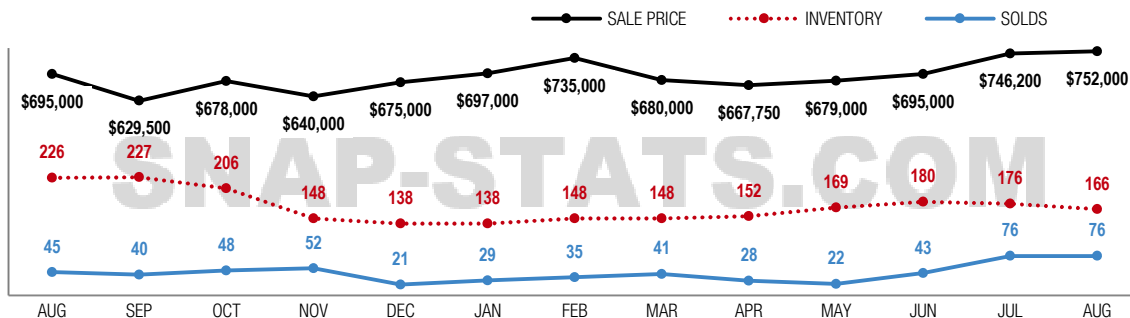 SALE PRICE INVENTORY SOLDS
$695,000 $629,500 $678,000 $640,000 $675,000 $697,000 $735,000 $680,000 $667,750 $679,000 $695,000 $746,200 $752,000
SNAP-STATS.COM
226 227 206 148 138 138 148 148 152 169 180 176 166
45 40 48 52 21 29 35 41 28 22 43 76 76
AUG SEP OCT NOV DEC JAN FEB MAR APR MAY JUN JUL AUG